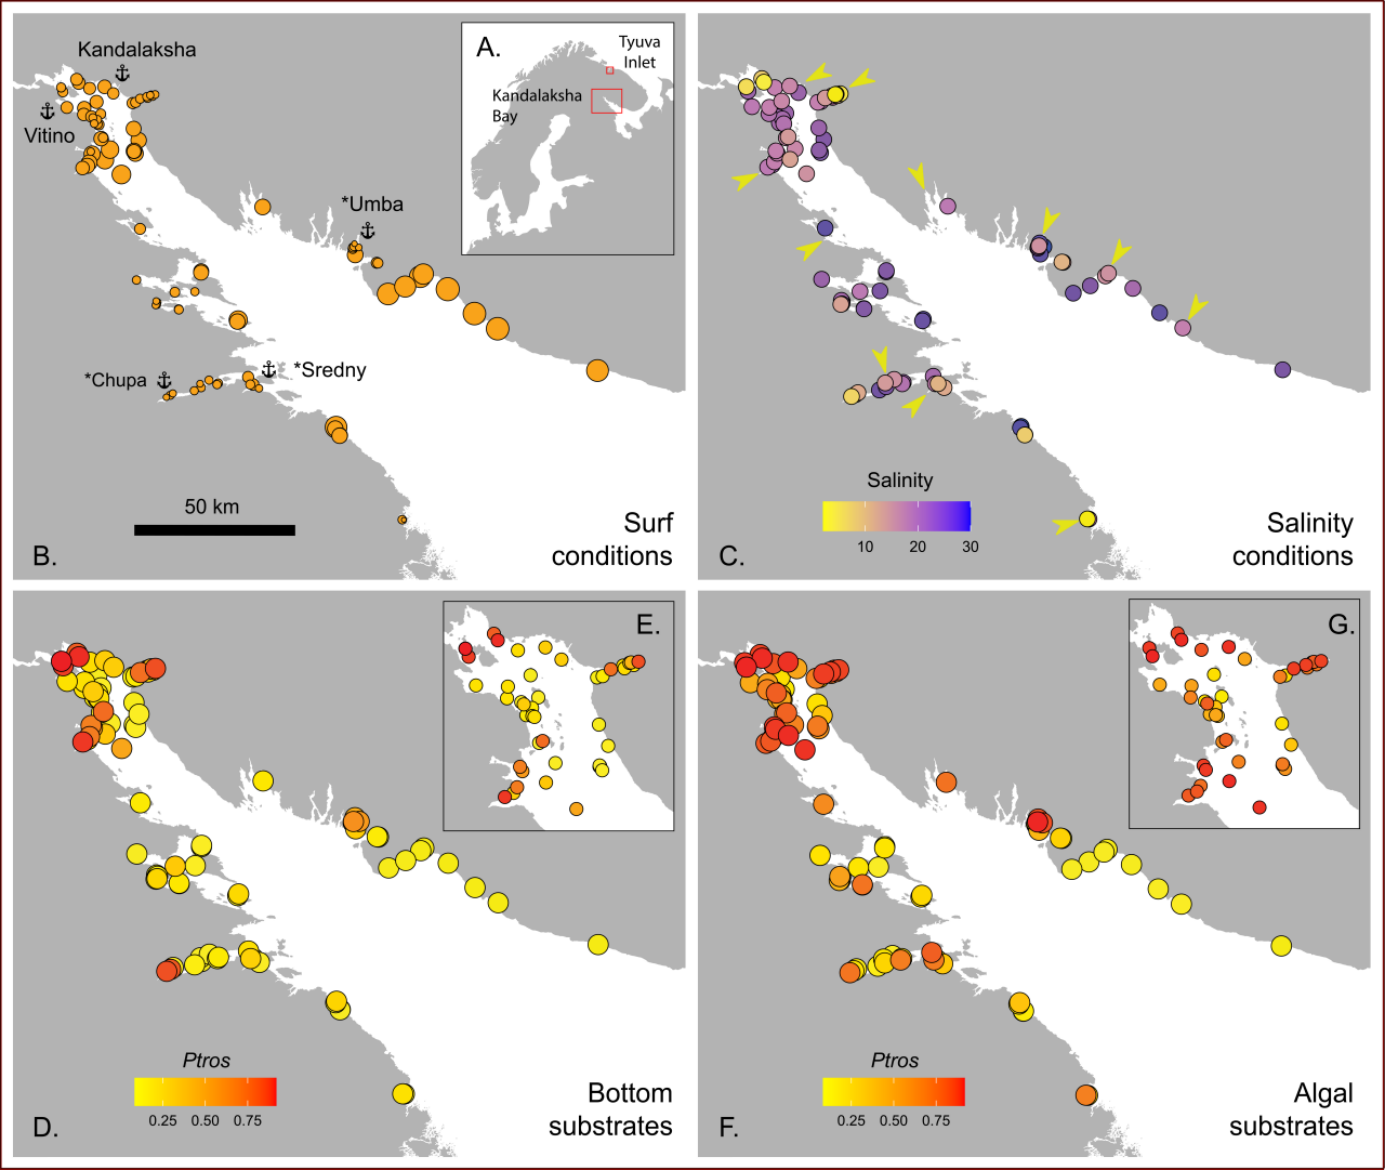 Kandalaksha
Vitino
*Umba
*Chupa
*Sredny
50 km
B.
Surf
conditions
A.
Tyuva
Inlet
Kandalaksha
Bay
Salinity
10 20 30
C.
Salinity
conditions
E.
Ptros
0.25 0.50 0.75
D.
Bottom
substrates
G.
Ptros
0.25 0.50 0.75
F.
Algal
substrates